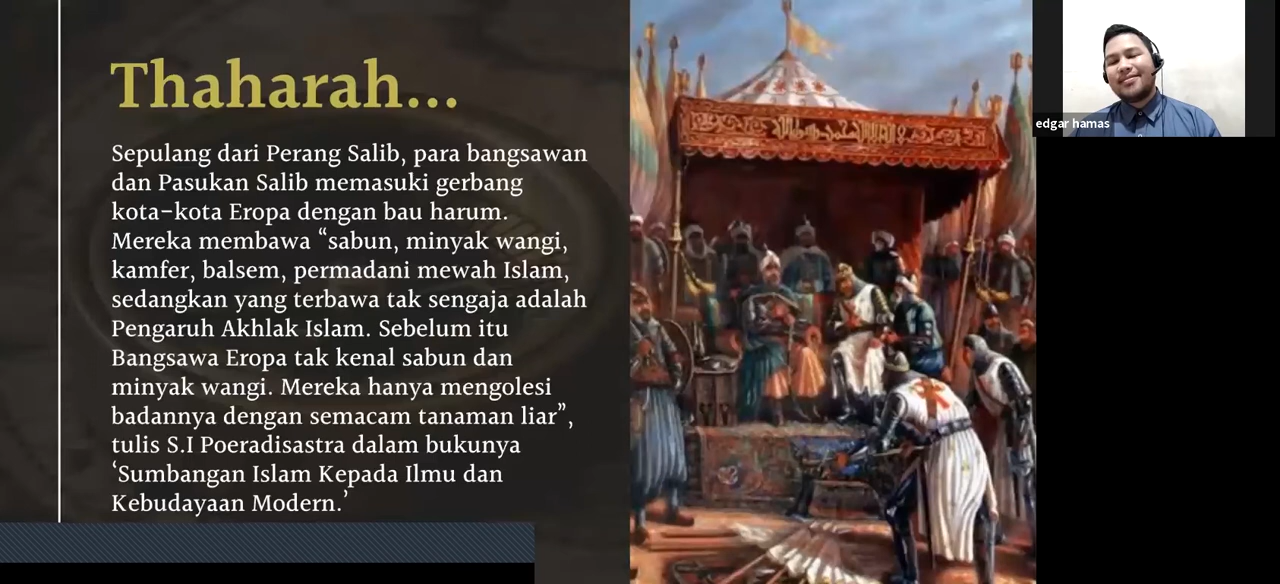 Thaharah...
Sepulang dari Perang Salib, para bangsawan
dan Pasukan Salib memasuki gerbang
kota-kota Eropa dengan bau harum.
Mereka membawa “sabun, minyak wangi,
kamfer, balsem, permadani mewah Islam,
sedangkan yang terbawa tak sengaja adalah
Pengaruh Akhlak Islam. Sebelum itu
Bangsawa Eropa tak kenal sabun dan
minyak wangi. Mereka hanya mengolesi
badannya dengan semacam tanaman liar”,
tulis S.I Poeradisastra dalam bukunya
‘Sumbangan Islam Kepada Ilmu dan
Kebudayaan Modern.’
edgar hamas